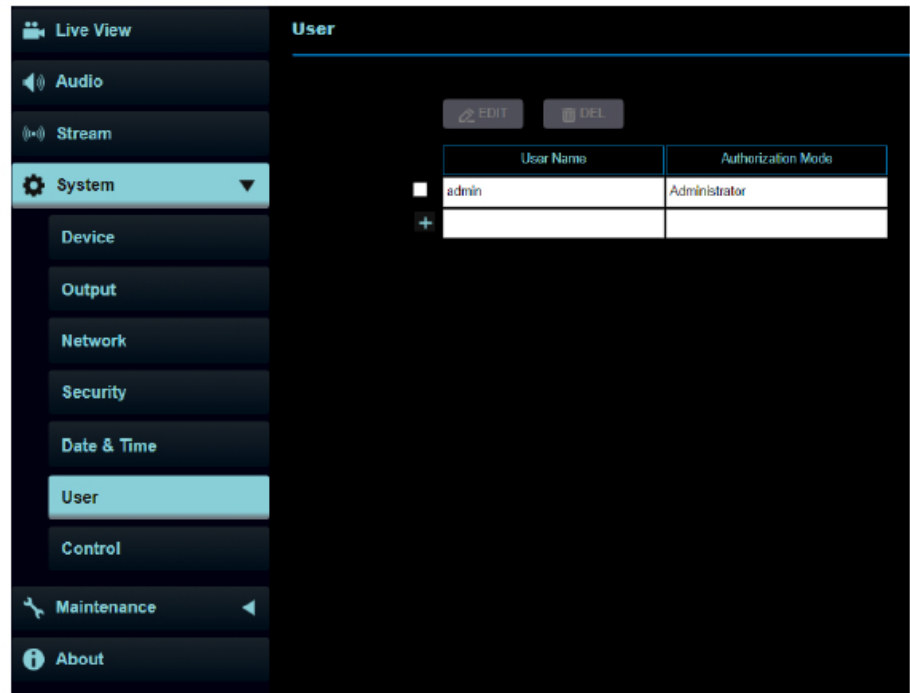 Live View
Audio
Stream
System
Device
Output
Network
Security
Date & Time
User
Control
Maintenance
About
User
EDIT DEL
User Name Authorization Mode
admin Administrator